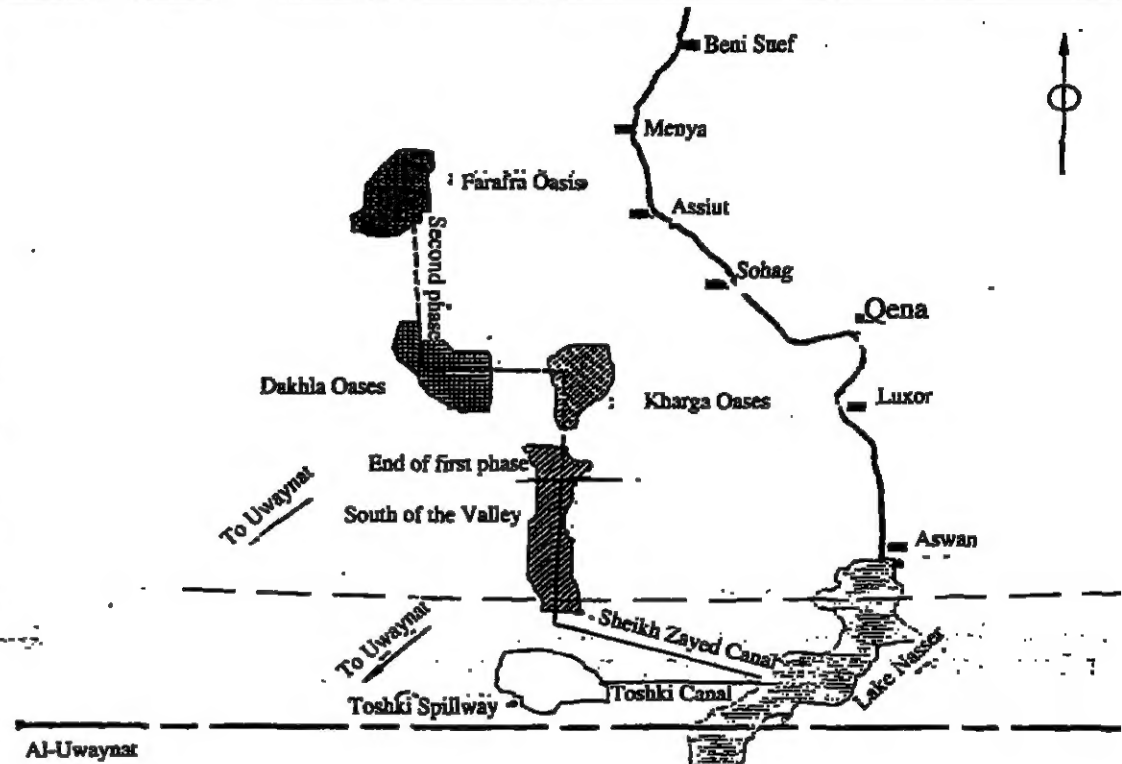 Beni Suef
Menya
Farafra Oasis
Assiut
Second phase
Sohag
Qena
Dakhla Oases
Kharga Oases
Luxor
End of first phase
To Uwaynat
South of the Valley
Aswan
Sheikh Zayed Canal
To Uwaynat
Lake Nasser
Toshki Canal
Toshki Spillway
Al-Uwaynat